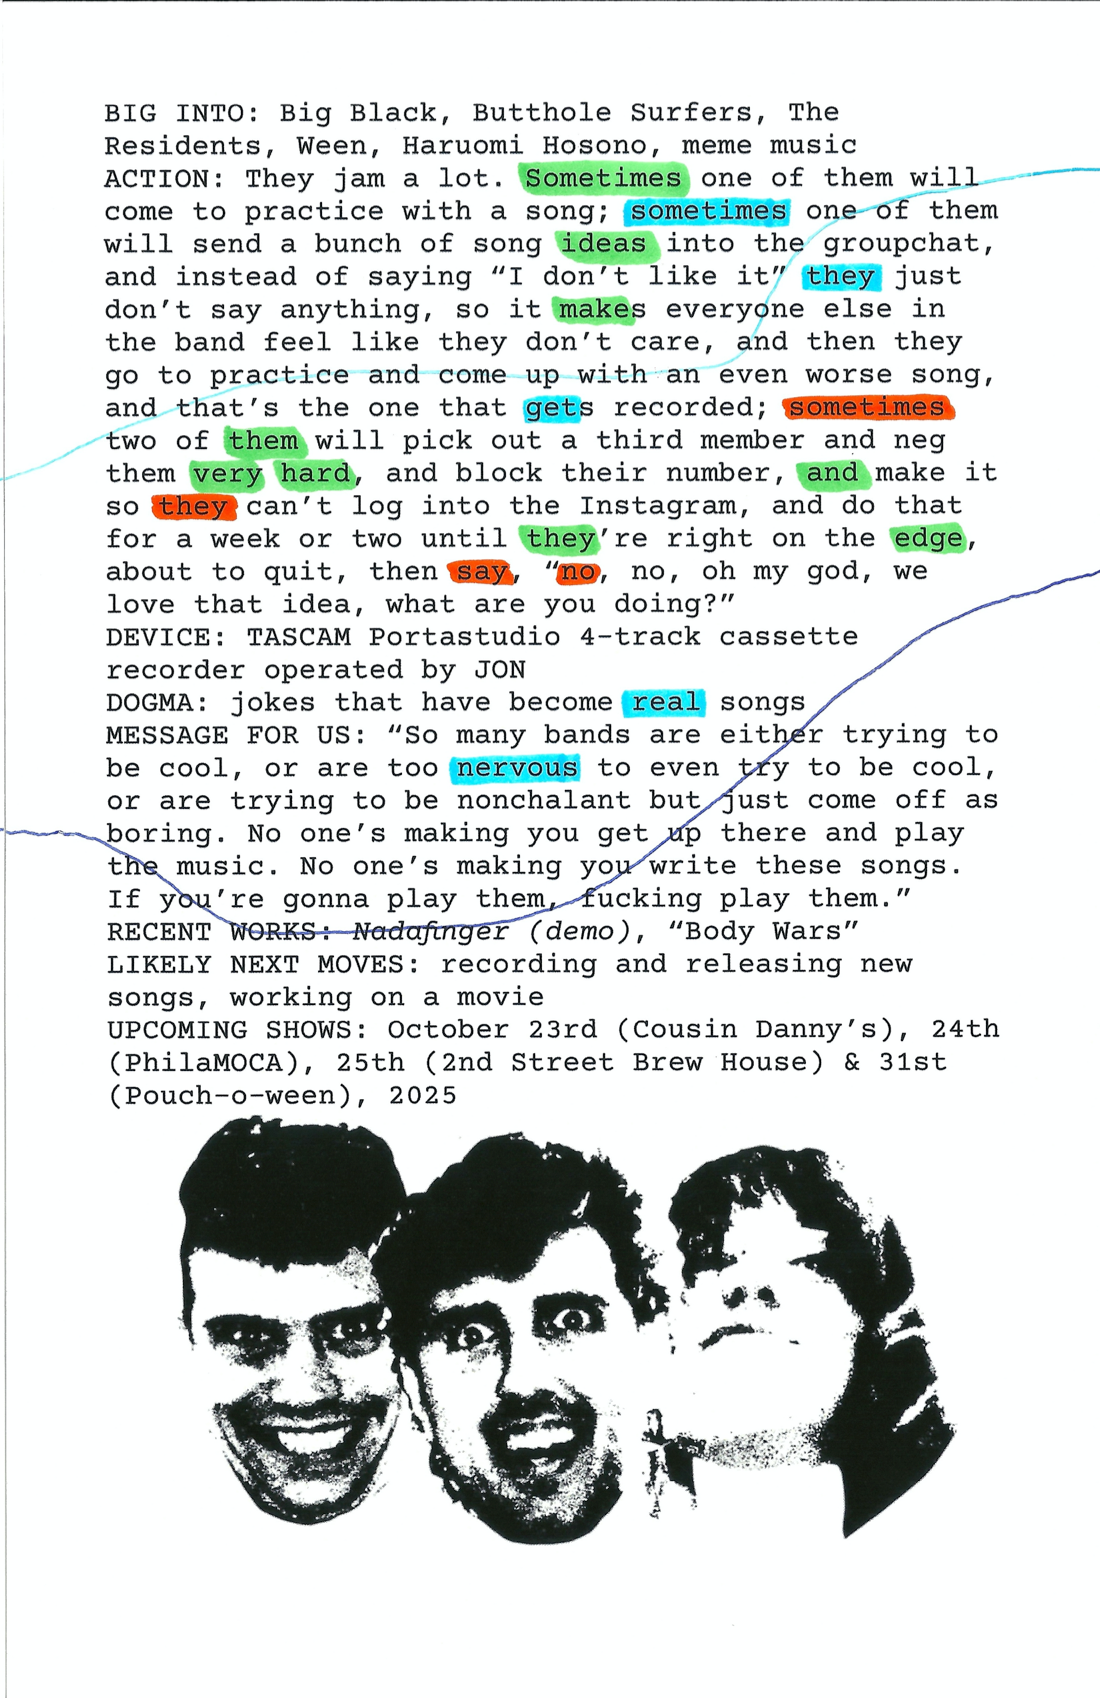 BIG INTO: Big Black, Butthole Surfers, The
Residents, Ween, Haruomi Hosono, meme music
ACTION: They jam a lot. Sometimes one of them will
come to practice with a song; sometimes one of them
will send a bunch of song ideas into the groupchat,
and instead of saying “I don’t like it” they just
don’t say anything, so it makes everyone else in
the band feel like they don’t care, and then they
go to practice and come up with an even worse song,
and that’s the one that gets recorded; sometimes
two of them will pick out a third member and neg
them very hard, and block their number, and make it
so they can’t log into the Instagram, and do that
for a week or two until they’re right on the edge,
about to quit, then say, “no, no, oh my god, we
love that idea, what are you doing?”
DEVICE: TASCAM Portastudio 4-track cassette
recorder operated by JON
DOGMA: jokes that have become real songs
MESSAGE FOR US: “So many bands are either trying to
be cool, or are too nervous to even try to be cool,
or are trying to be nonchalant but just come off as
boring. No one’s making you get up there and play
the music. No one’s making you write these songs.
If you’re gonna play them, fucking play them.”
RECENT WORKS: Nadafinger (demo), “Body Wars”
LIKELY NEXT MOVES: recording and releasing new
songs, working on a movie
UPCOMING SHOWS: October 23rd (Cousin Danny’s), 24th
(PhilaMOCA), 25th (2nd Street Brew House) & 31st
(Pouch-o-ween), 2025